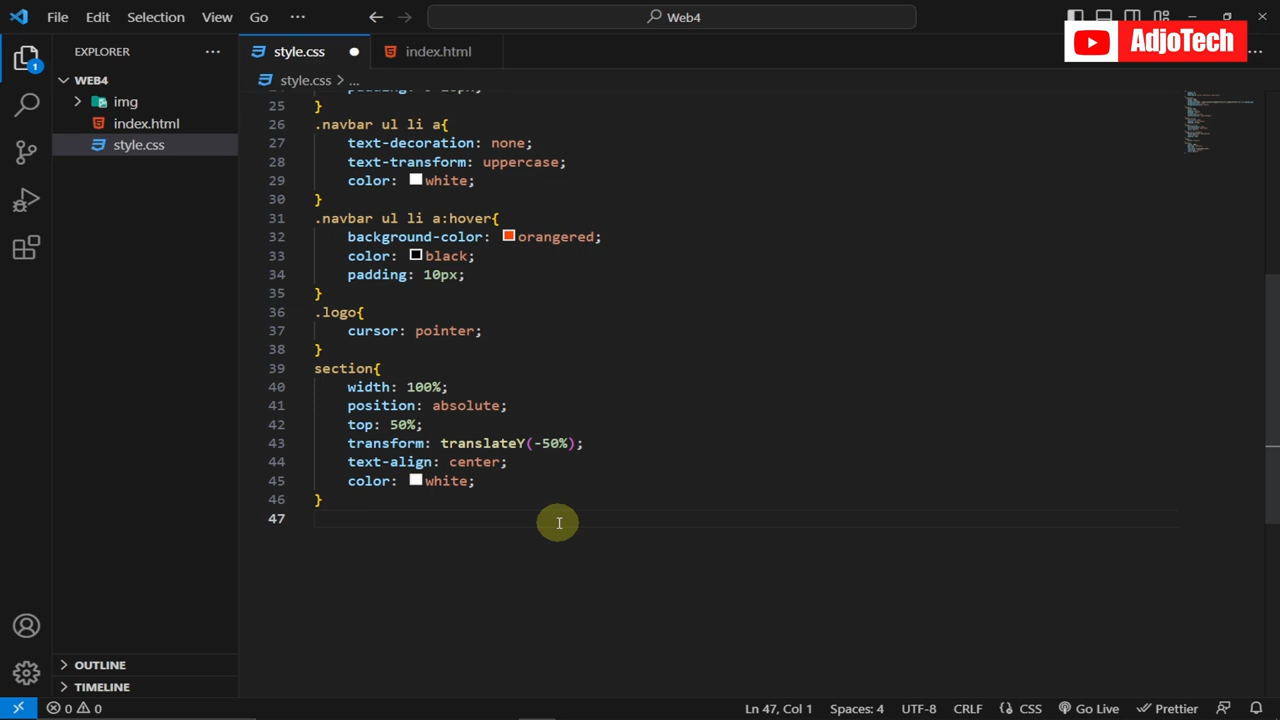 File Edit Selection View Go ··· Web4
AdjoTech
EXPLORER ···
style.css
index.html
···
WEB4
style.css > ...
img
index.html
style.css
25 }
26 .navbar ul li a{
27 text-decoration: none;
28 text-transform: uppercase;
29 color: white;
30 }
31 .navbar ul li a:hover{
32 background-color: orangered;
33 color: black;
34 padding: 10px;
35 }
36 .logo{
37 cursor: pointer;
38 }
39 section{
40 width: 100%;
41 position: absolute;
42 top: 50%;
43 transform: translateY(-50%);
44 text-align: center;
45 color: white;
46 }
47
OUTLINE
TIMELINE
1
0 0 Ln 47, Col 1 Spaces: 4 UTF-8 CRLF {} CSS Go Live Prettier